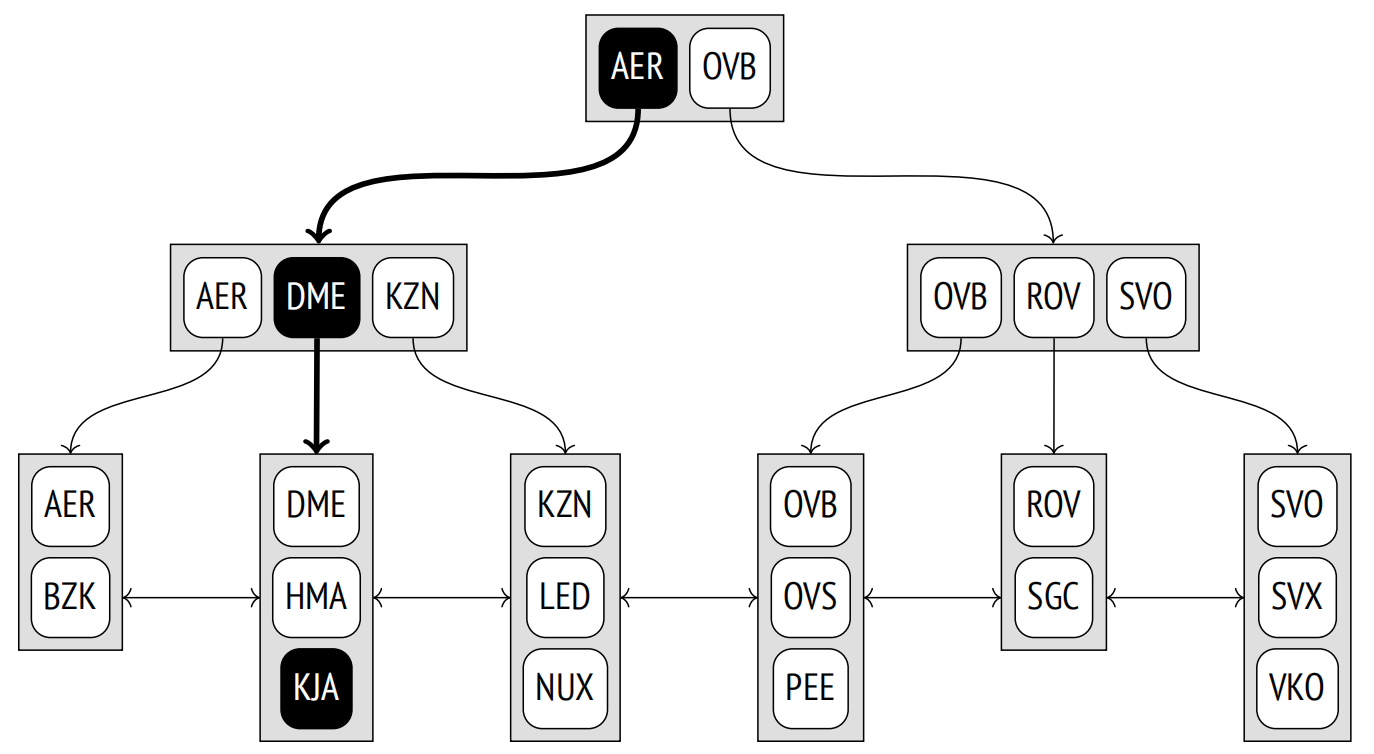 AER OVB
AER DME KZN OVB ROV SVO
AER DME KZN OVB ROV SVO
BZK HMA LED OVS SGC SVX
KJA NUX PEE VKO